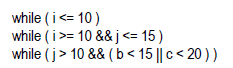 while ( i <= 10 )
while ( i >= 10 && j <= 15 )
while ( j > 10 && ( b < 15 || c < 20 ) )